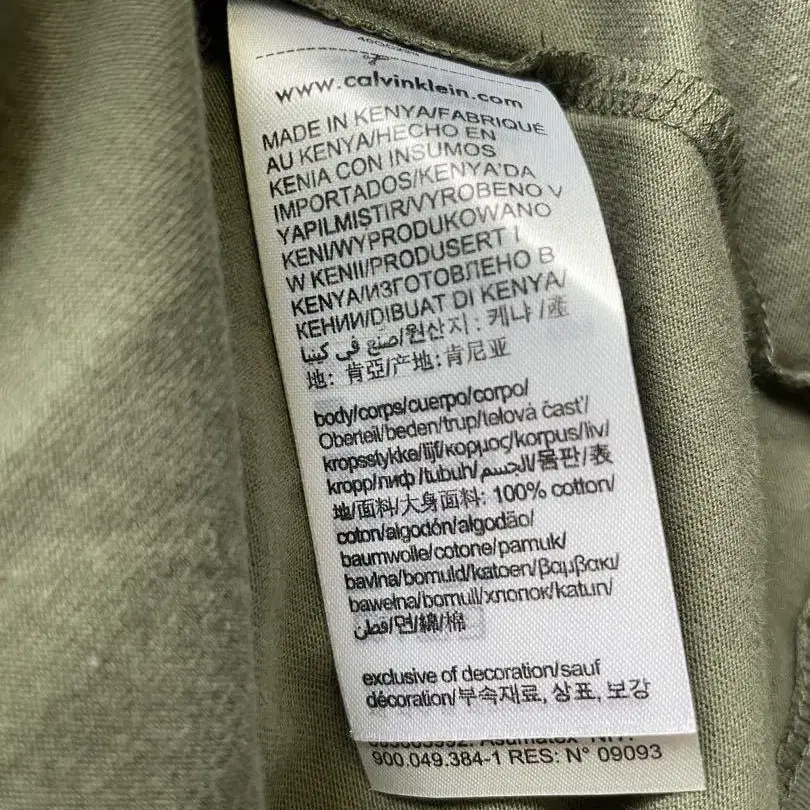 www.calvinklein.com
MADE IN KENYA/FABRIQUÉ
AU KENYA/HECHO EN
KENIA CON INSUMOS
IMPORTADOS/KENYA'DA
YAPILMISTIR/VYROBENO V
KENI/WYPRODUKOWANO
W KENII/PRODUSERT I
KENYA/ИЗГОТОВЛЕНО В
КЕНИИ/DIBUAT DI KENYA/
صنع في كينيا/원산지 : 케냐 /產
地: 肯亞/产地:肯尼亚
body/corps/cuerpo/corpo/
Oberteil/beden/trup/telová časť/
kropsstykke/lijf/κορμος/korpus/liv/
kropp/лиф /tubuh/الجسم/몸판/表
地/面料/大身面料: 100% cotton/
coton/algodón/algodão/
baumwolle/cotone/pamuk/
bavlna/bomuld/katoen/βαμβακι/
bawełna/bomull/хлопок/katun/
قطن/면/綿/棉
exclusive of decoration/sauf
décoration/부속재료, 상표, 보강
900.049.384-1 RES: N° 09093